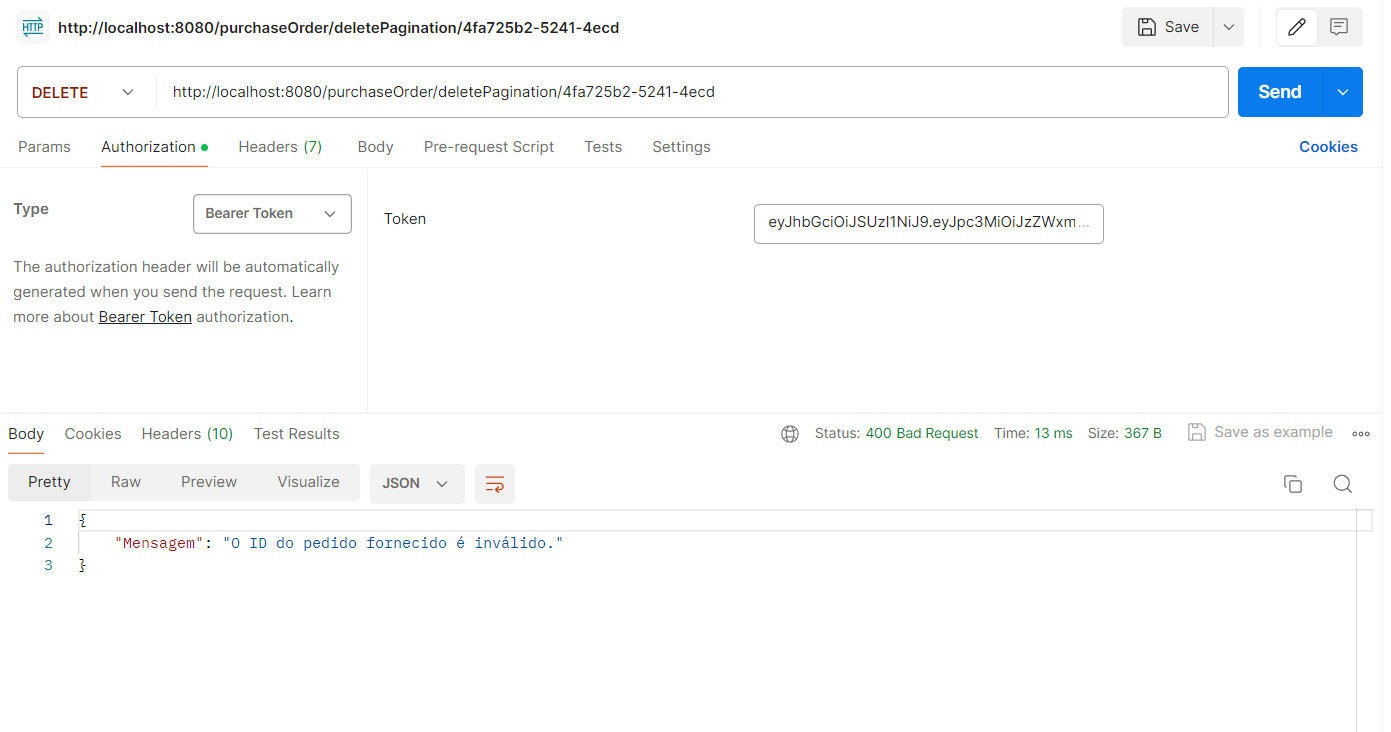 HTTP http://localhost:8080/purchaseOrder/deletePagination/4fa725b2-5241-4ecd Save
DELETE http://localhost:8080/purchaseOrder/deletePagination/4fa725b2-5241-4ecd Send
Params Authorization Headers (7) Body Pre-request Script Tests Settings Cookies
Type Bearer Token
Token eyJhbGciOiJSUzI1NiJ9.eyJpc3MiOiJzZWxm...
The authorization header will be automatically
generated when you send the request. Learn
more about Bearer Token authorization.
Body Cookies Headers (10) Test Results Status: 400 Bad Request Time: 13 ms Size: 367 B Save as example
Pretty Raw Preview Visualize JSON
1 {
2 "Mensagem": "O ID do pedido fornecido é inválido."
3 }